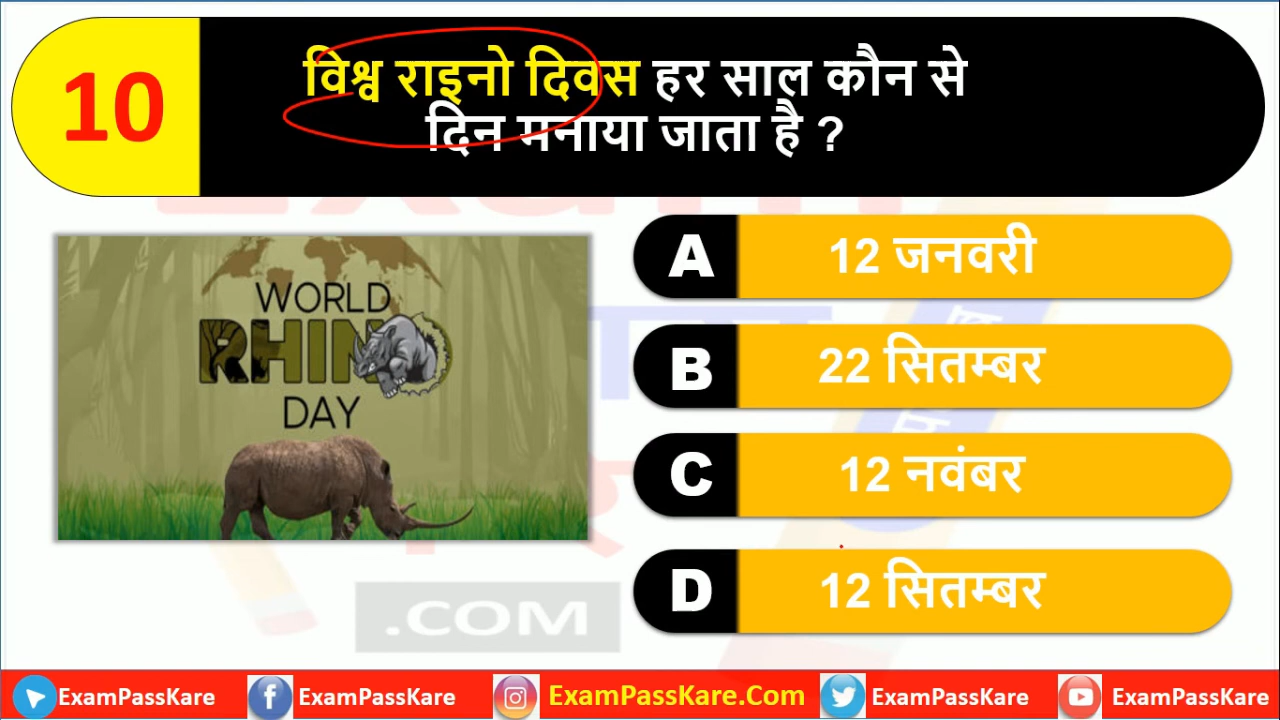 10
विश्व राइनो दिवस हर साल कौन से
दिन मनाया जाता है ?
WORLD
RHINO
DAY
A 12 जनवरी
B 22 सितम्बर
C 12 नवंबर
D 12 सितम्बर
.COM
ExamPassKare ExamPassKare ExamPassKare.Com ExamPassKare ExamPassKare